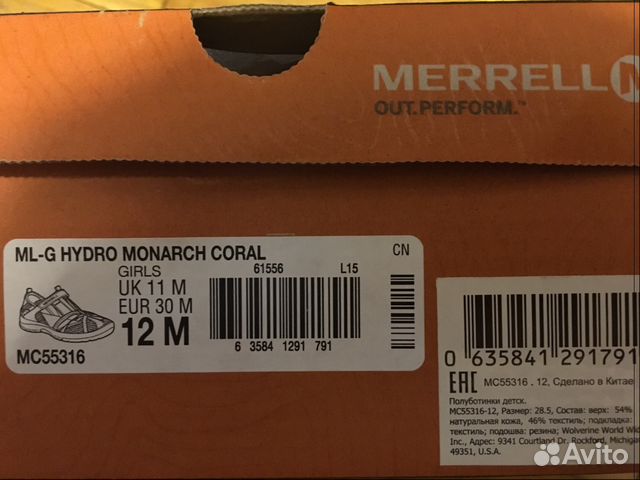 MERRELL
OUT.PERFORM.™
ML-G HYDRO MONARCH CORAL
CN
GIRLS
61556
L15
UK 11 M
EUR 30 M
12 M
MC55316
6 3584 1291 791
0 635841 291791
EAC MC55316 . 12, Сделано в Китае
Полуботинки детск.
MC55316-12, Размер: 28.5, Состав: верх: 54%
натуральная кожа, 46% текстиль; подкладка:
текстиль; подошва: резина; Wolverine World Wid
Inc., Адрес: 9341 Courtland Dr, Rockford, Michigan
49351, U.S.A.
Avito